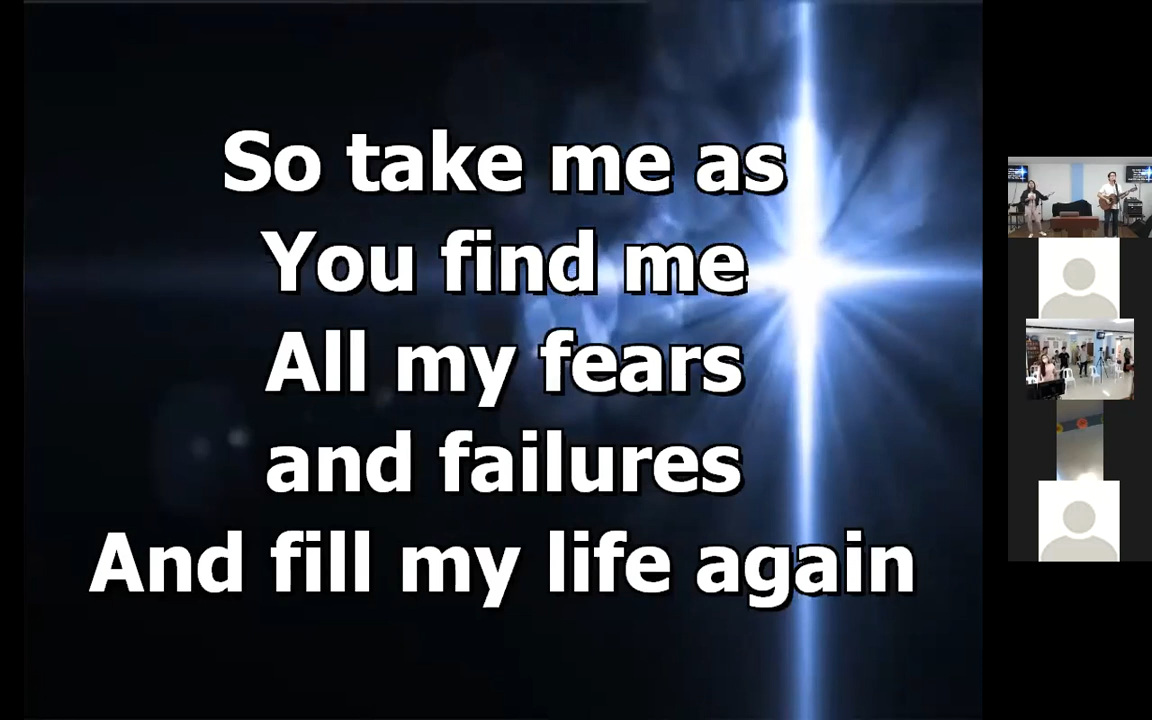 So take me as
You find me
All my fears
and failures
And fill my life again